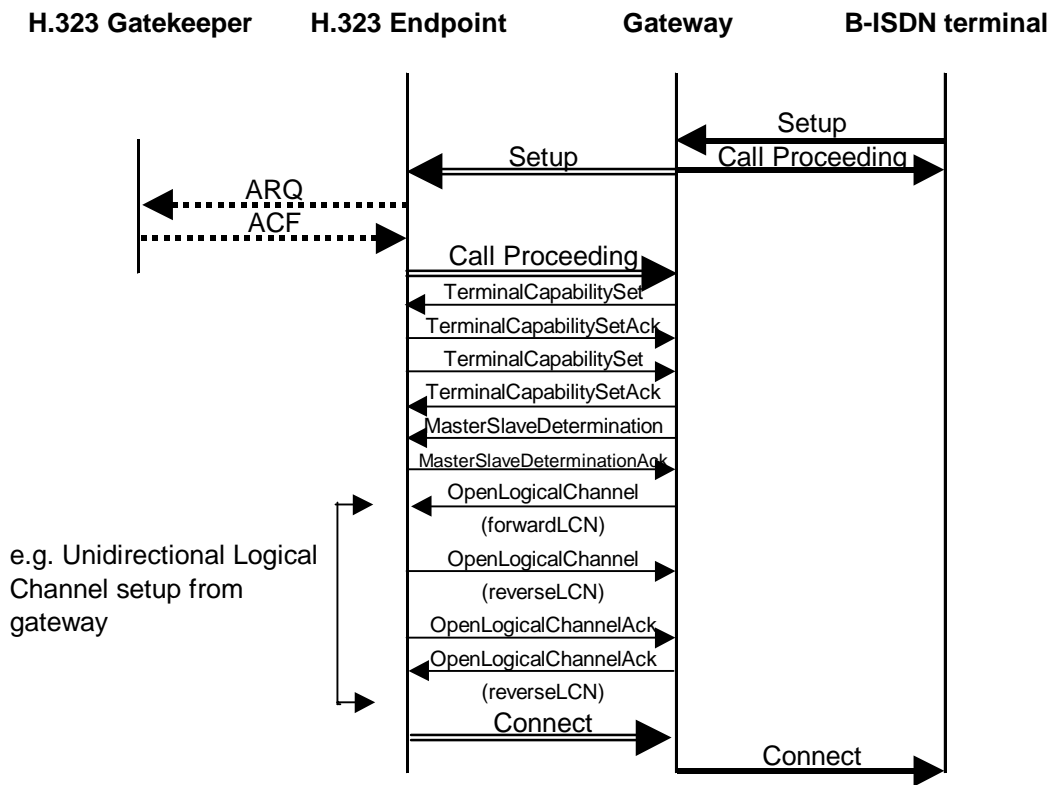 H.323 Gatekeeper H.323 Endpoint Gateway B-ISDN terminal
Setup
Setup
Call Proceeding
ARQ
ACF
Call Proceeding
TerminalCapabilitySet
TerminalCapabilitySetAck
TerminalCapabilitySet
TerminalCapabilitySetAck
MasterSlaveDetermination
MasterSlaveDeterminationAck
OpenLogicalChannel
(forwardLCN)
e.g. Unidirectional Logical
Channel setup from
gateway
OpenLogicalChannel
(reverseLCN)
OpenLogicalChannelAck
OpenLogicalChannelAck
(reverseLCN)
Connect
Connect